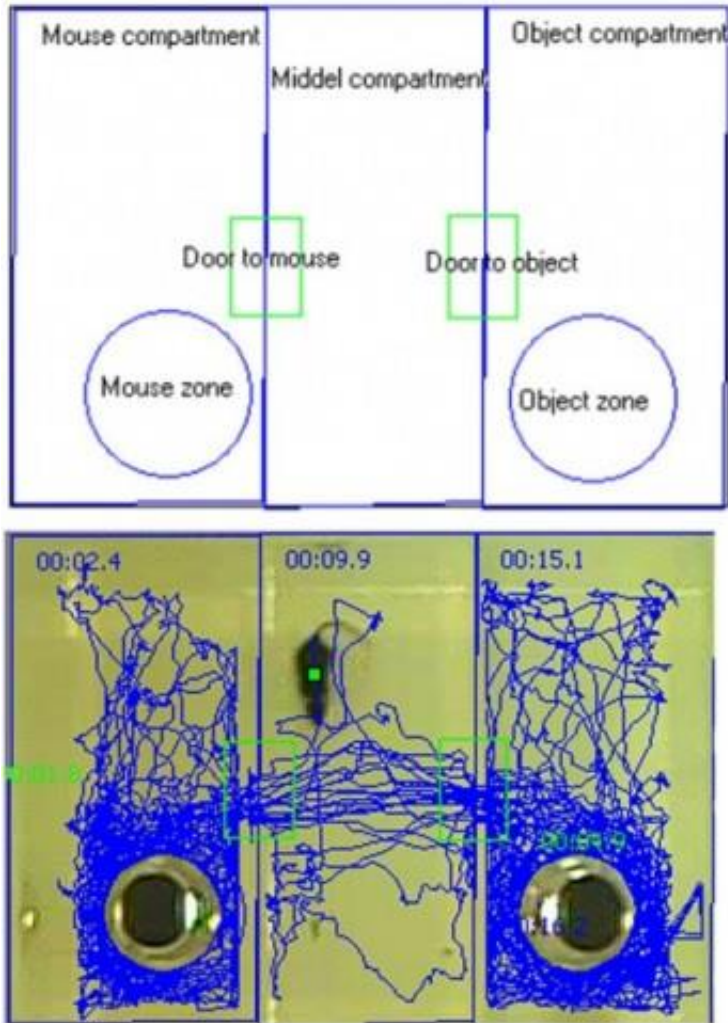 Mouse compartment
Middel compartment
Object compartment
Door to mouse
Door to object
Mouse zone
Object zone
00:02.4
00:09.9
00:15.1